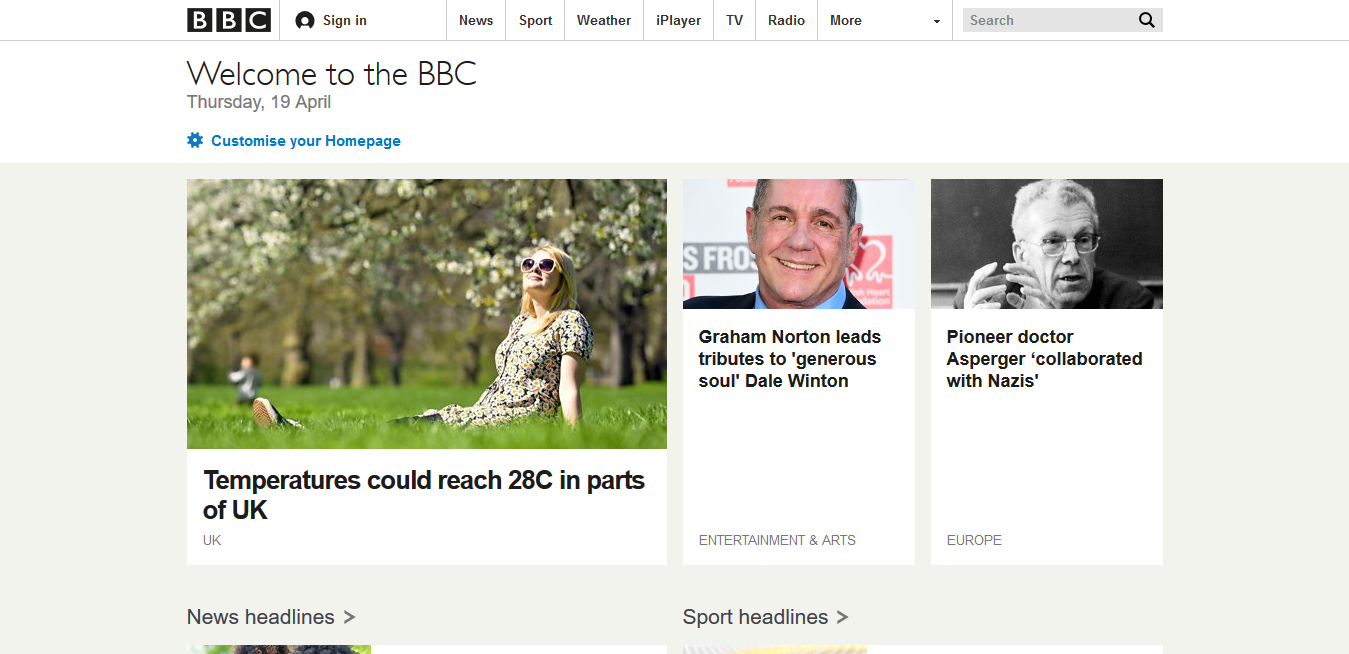 BBC
Sign in
News
Sport
Weather
iPlayer
TV
Radio
More
Search
Welcome to the BBC
Thursday, 19 April
Customise your Homepage
S FROS
Heart
Temperatures could reach 28C in parts
of UK
UK
Graham Norton leads
tributes to 'generous
soul' Dale Winton
ENTERTAINMENT & ARTS
Pioneer doctor
Asperger ‘collaborated
with Nazis'
EUROPE
News headlines >
Sport headlines >